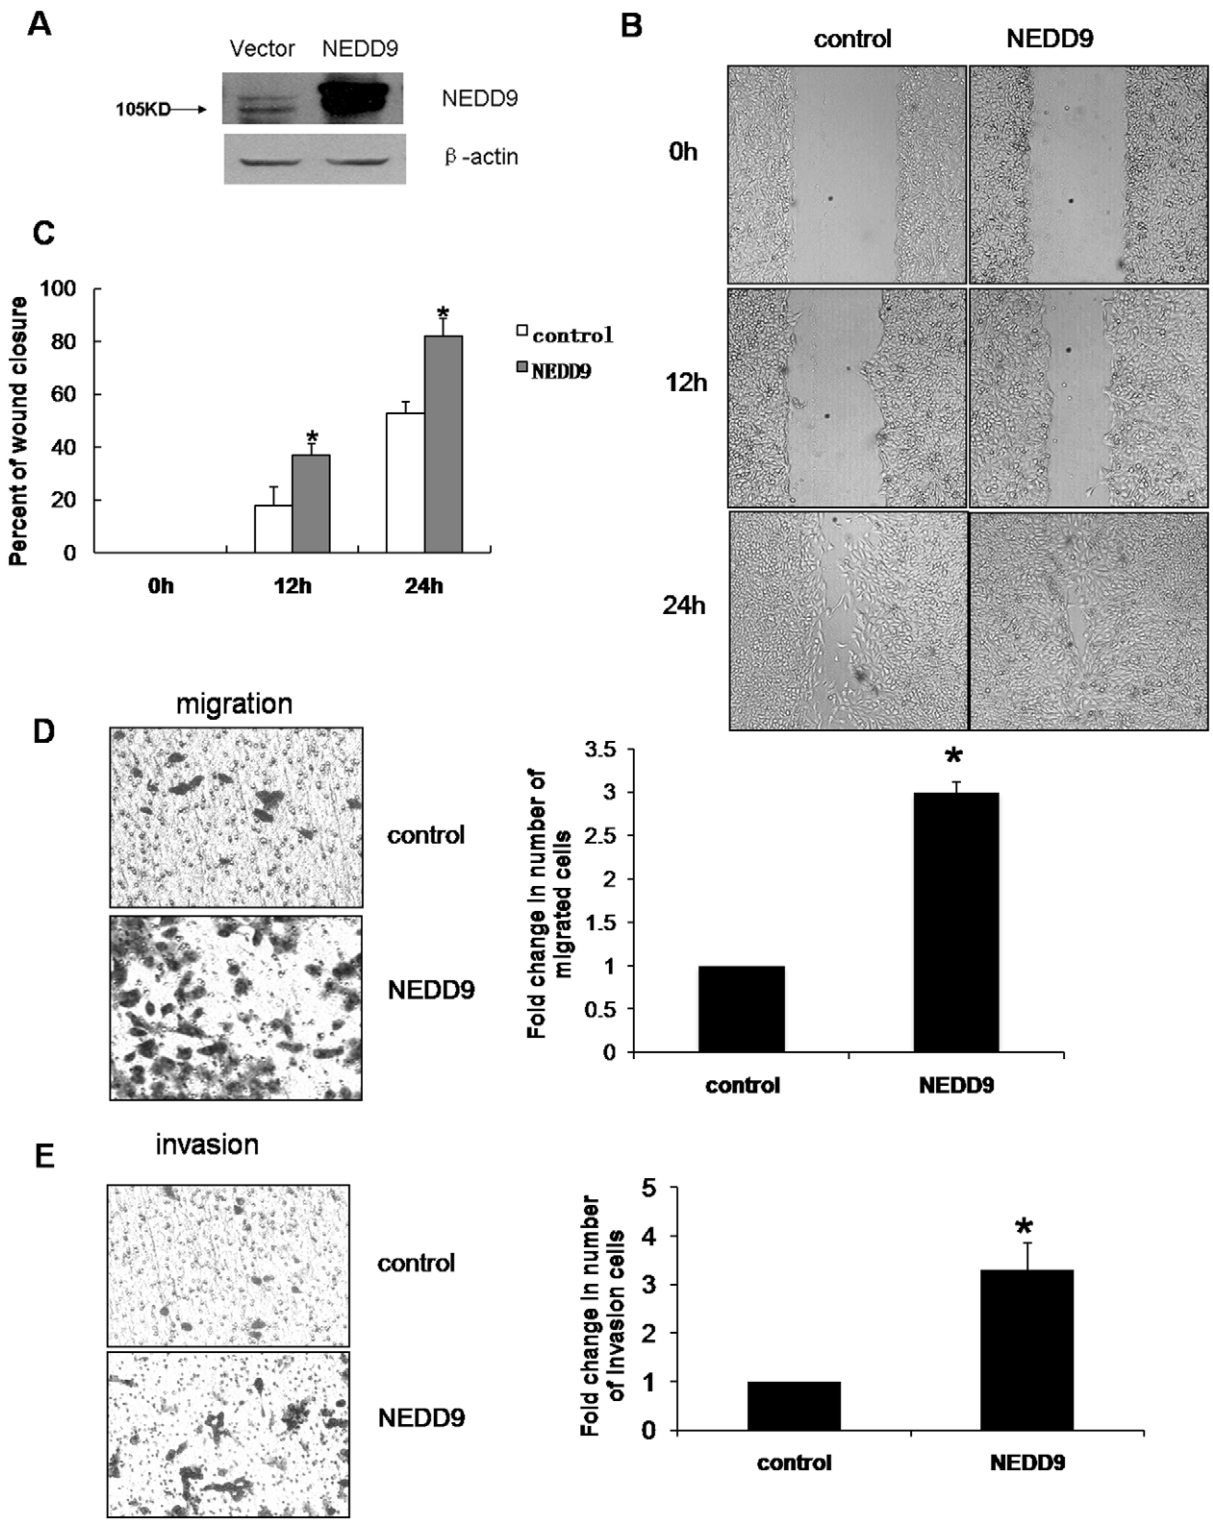 A
Vector NEDD9
105KD
NEDD9
β-actin
B
control NEDD9
0h
12h
24h
C
Percent of wound closure
100
80
60
40
20
0
*
*
0h 12h 24h
control
NEDD9
D
migration
control
NEDD9
Fold change in number of
migrated cells
3.5
3
2.5
2
1.5
1
0.5
0
*
control NEDD9
E
invasion
control
NEDD9
Fold change in number
of invasion cells
5
4
3
2
1
0
*
control NEDD9